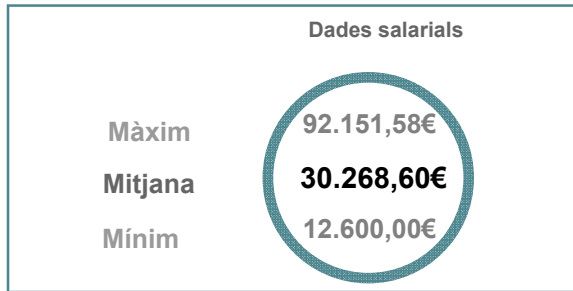 Dades salarials
Màxim 92.151,58€
Mitjana 30.268,60€
Mínim 12.600,00€